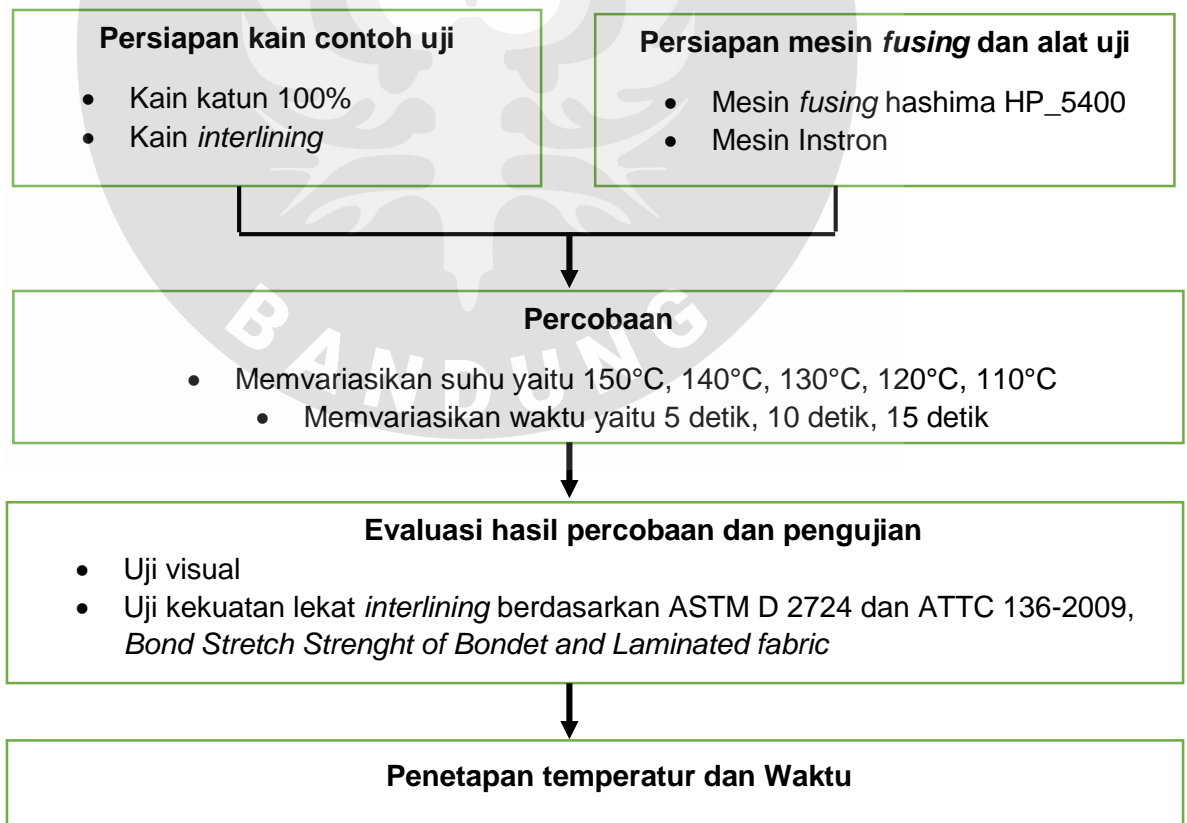 Persiapan kain contoh uji
• Kain katun 100%
• Kain interlining
Persiapan mesin fusing dan alat uji
• Mesin fusing hashima HP_5400
• Mesin Instron
BANDUNG
Percobaan
• Memvariasikan suhu yaitu 150°C, 140°C, 130°C, 120°C, 110°C
• Memvariasikan waktu yaitu 5 detik, 10 detik, 15 detik
Evaluasi hasil percobaan dan pengujian
• Uji visual
• Uji kekuatan lekat interlining berdasarkan ASTM D 2724 dan ATTC 136-2009,
Bond Stretch Strenght of Bondet and Laminated fabric
Penetapan temperatur dan Waktu